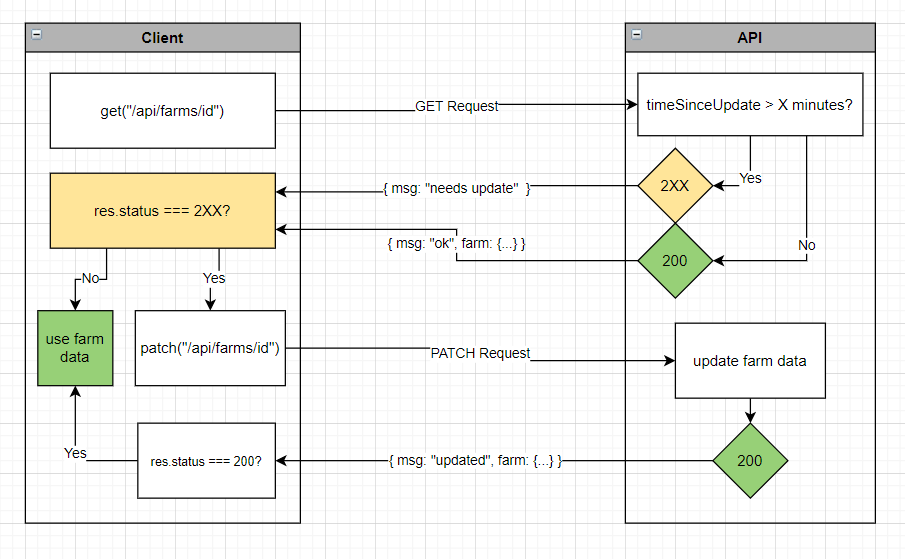 Client
API
get("/api/farms/id")
GET Request
timeSinceUpdate > X minutes?
Yes
No
2XX
{ msg: "needs update" }
res.status === 2XX?
{ msg: "ok", farm: {...} }
200
No
Yes
use farm
data
patch("/api/farms/id")
PATCH Request
update farm data
Yes
res.status === 200?
{ msg: "updated", farm: {...} }
200